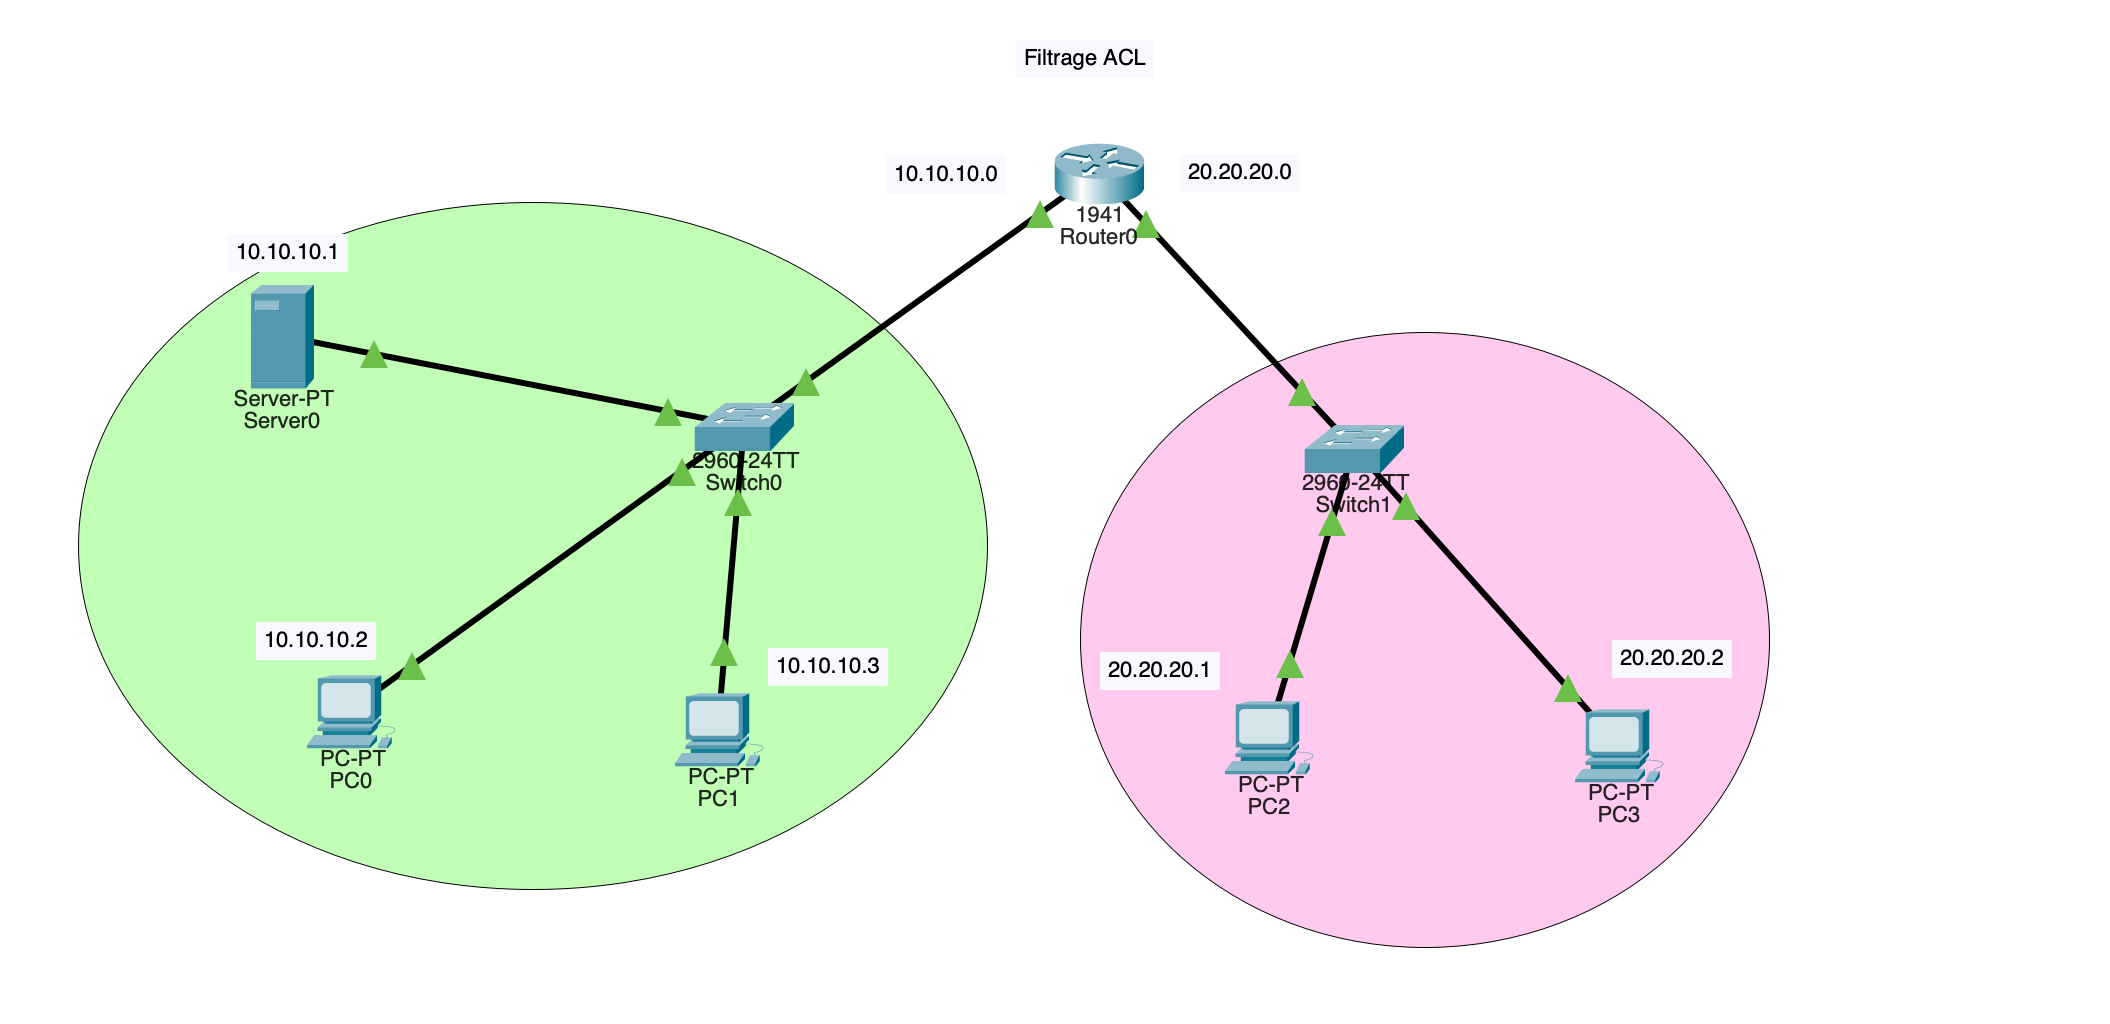 Filtrage ACL
10.10.10.0
20.20.20.0
1941
Router0
10.10.10.1
Server-PT
Server0
2960-24TT
Switch0
2960-24TT
Switch1
10.10.10.2
PC-PT
PC0
10.10.10.3
PC-PT
PC1
20.20.20.1
PC-PT
PC2
20.20.20.2
PC-PT
PC3